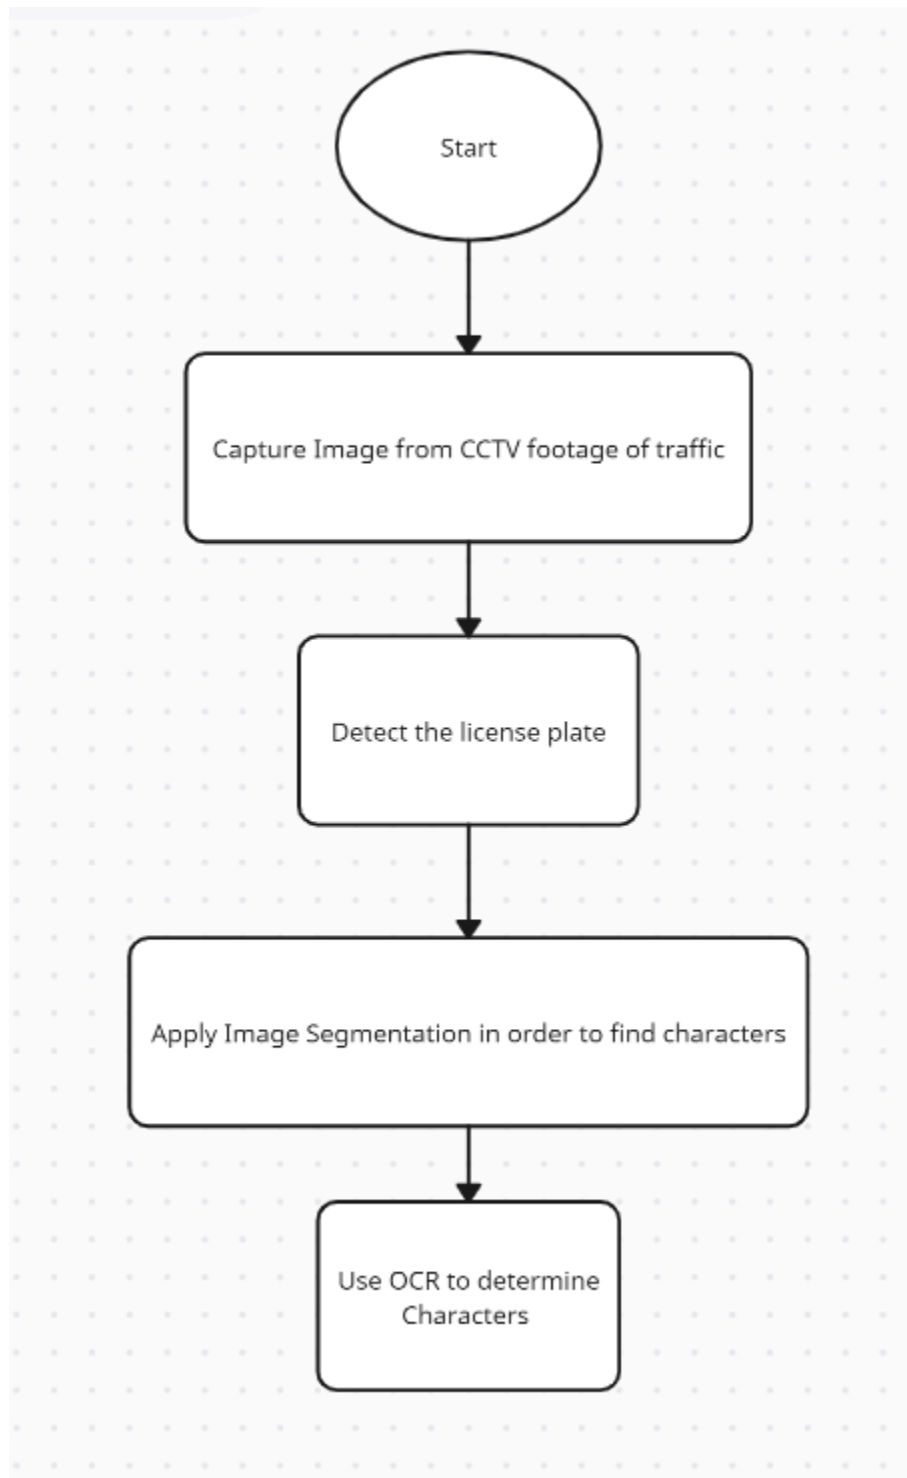 Start
Capture Image from CCTV footage of traffic
Detect the license plate
Apply Image Segmentation in order to find characters
Use OCR to determine
Characters